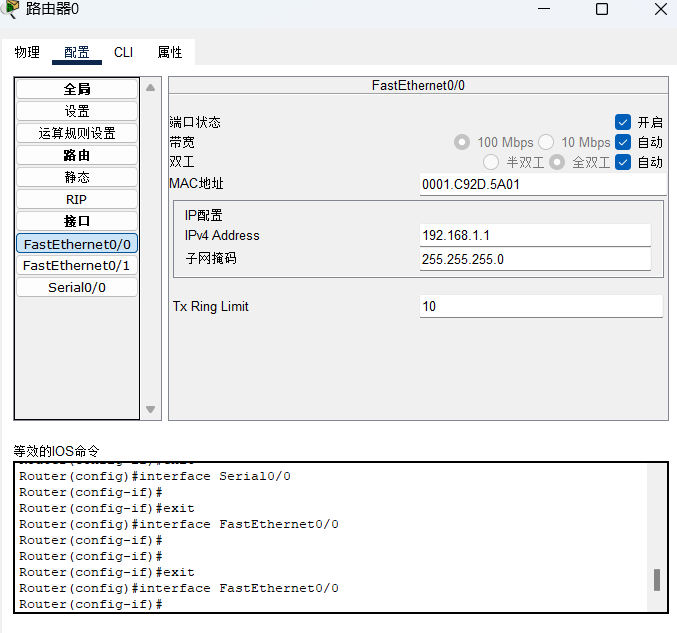 路由器0
物理 配置 CLI 属性
全局
设置
运算规则设置
路由
静态
RIP
接口
FastEthernet0/0
FastEthernet0/1
Serial0/0
FastEthernet0/0
端口状态 开启
带宽 100 Mbps 10 Mbps 自动
双工 半双工 全双工 自动
MAC地址 0001.C92D.5A01
IP配置
IPv4 Address 192.168.1.1
子网掩码 255.255.255.0
Tx Ring Limit 10
等效的IOS命令
Router(config-if)#exit
Router(config)#interface Serial0/0
Router(config-if)#
Router(config-if)#exit
Router(config)#interface FastEthernet0/0
Router(config-if)#
Router(config-if)#
Router(config-if)#exit
Router(config)#interface FastEthernet0/0
Router(config-if)#